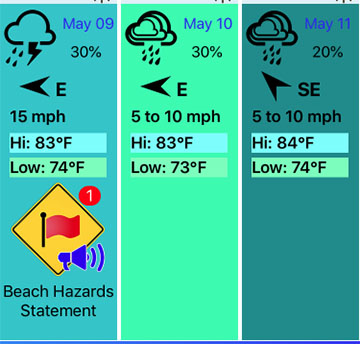 May 09
30%
E
15 mph
Hi: 83°F
Low: 74°F
1
Beach Hazards
Statement
May 10
30%
E
5 to 10 mph
Hi: 83°F
Low: 73°F
May 11
20%
SE
5 to 10 mph
Hi: 84°F
Low: 74°F